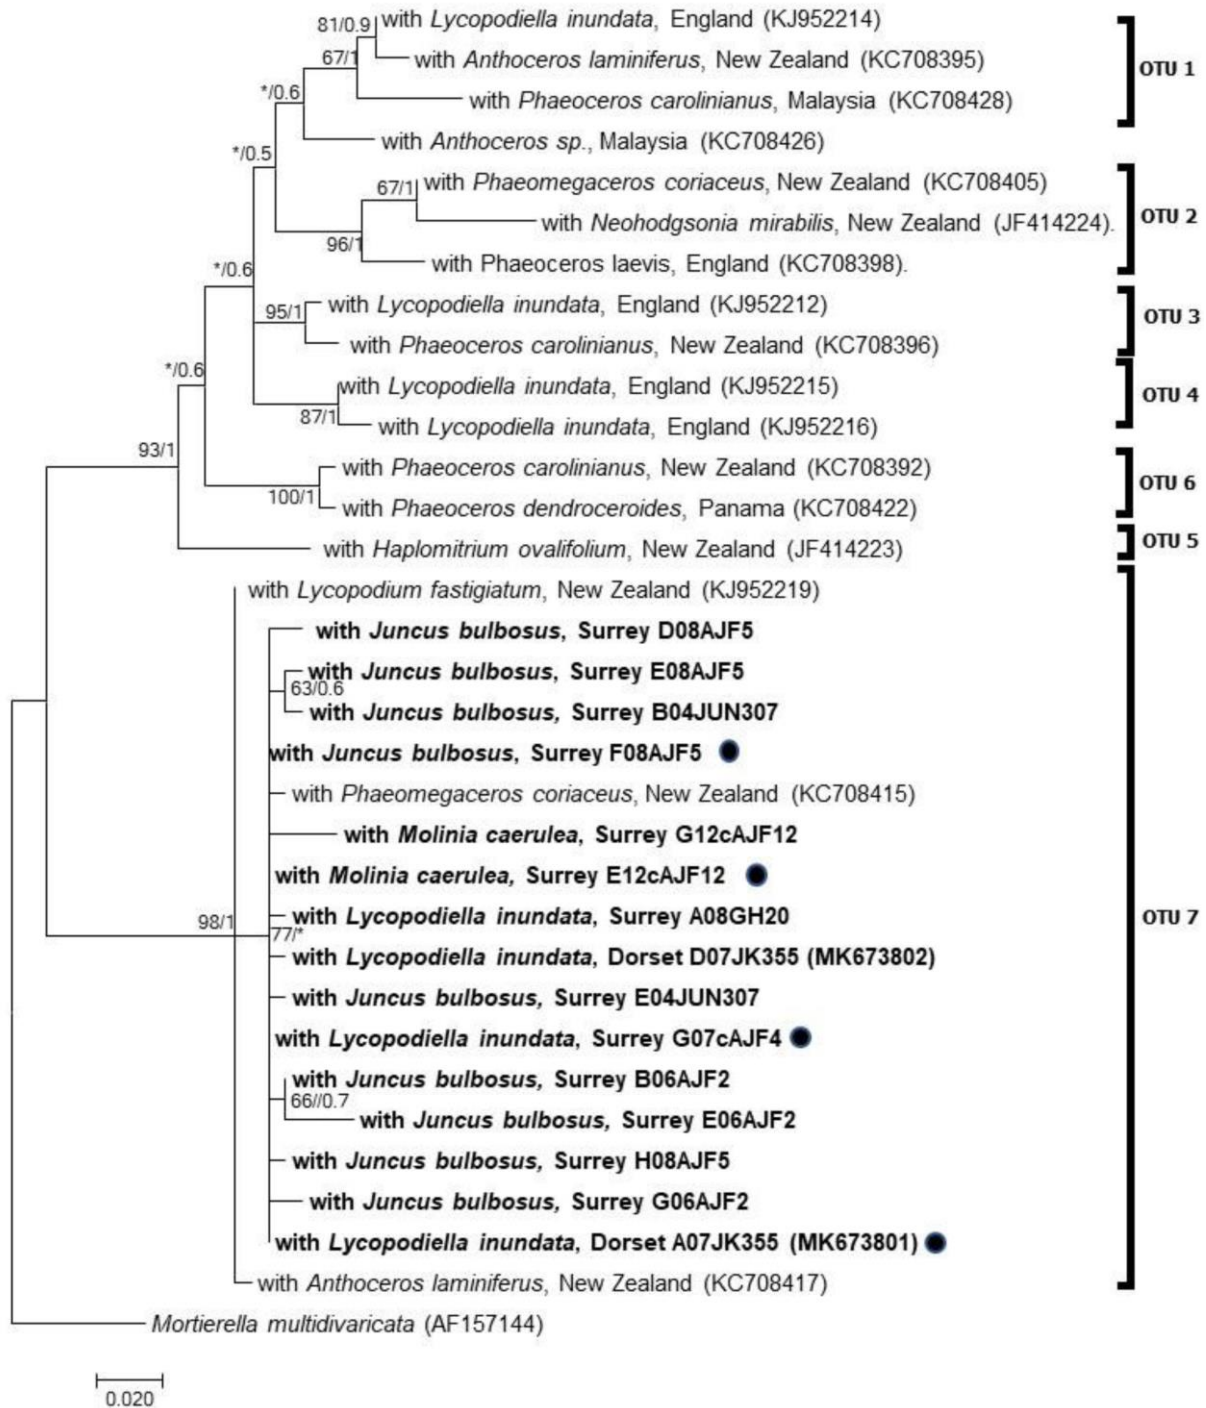 81/0.9
with Lycopodiella inundata, England (KJ952214)
67/1
with Anthoceros laminiferus, New Zealand (KC708395)
OTU 1
*/0.6
with Phaeoceros carolinianus, Malaysia (KC708428)
with Anthoceros sp., Malaysia (KC708426)
*/0.5
67/1
with Phaeomegaceros coriaceus, New Zealand (KC708405)
with Neohodgsonia mirabilis, New Zealand (JF414224).
OTU 2
96/1
with Phaeoceros laevis, England (KC708398).
*/0.6
95/1
with Lycopodiella inundata, England (KJ952212)
OTU 3
with Phaeoceros carolinianus, New Zealand (KC708396)
*/0.6
with Lycopodiella inundata, England (KJ952215)
OTU 4
87/1
with Lycopodiella inundata, England (KJ952216)
93/1
with Phaeoceros carolinianus, New Zealand (KC708392)
OTU 6
100/1
with Phaeoceros dendroceroides, Panama (KC708422)
with Haplomitrium ovalifolium, New Zealand (JF414223)
OTU 5
with Lycopodium fastigiatum, New Zealand (KJ952219)
with Juncus bulbosus, Surrey D08AJF5
with Juncus bulbosus, Surrey E08AJF5
63/0.6
with Juncus bulbosus, Surrey B04JUN307
with Juncus bulbosus, Surrey F08AJF5
with Phaeomegaceros coriaceus, New Zealand (KC708415)
with Molinia caerulea, Surrey G12cAJF12
with Molinia caerulea, Surrey E12cAJF12
98/1
with Lycopodiella inundata, Surrey A08GH20
OTU 7
77/*
with Lycopodiella inundata, Dorset D07JK355 (MK673802)
with Juncus bulbosus, Surrey E04JUN307
with Lycopodiella inundata, Surrey G07cAJF4
with Juncus bulbosus, Surrey B06AJF2
66//0.7
with Juncus bulbosus, Surrey E06AJF2
with Juncus bulbosus, Surrey H08AJF5
with Juncus bulbosus, Surrey G06AJF2
with Lycopodiella inundata, Dorset A07JK355 (MK673801)
with Anthoceros laminiferus, New Zealand (KC708417)
Mortierella multidivaricata (AF157144)
0.020